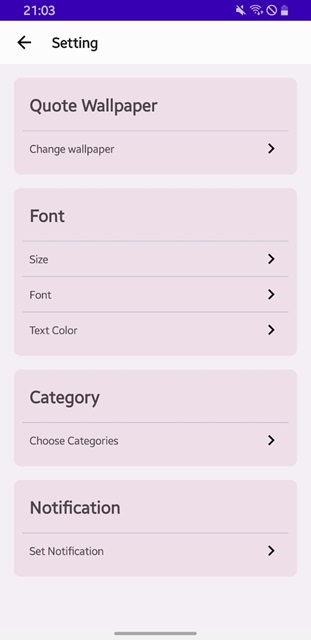 21:03
Setting
Quote Wallpaper
Change wallpaper
Font
Size
Font
Text Color
Category
Choose Categories
Notification
Set Notification